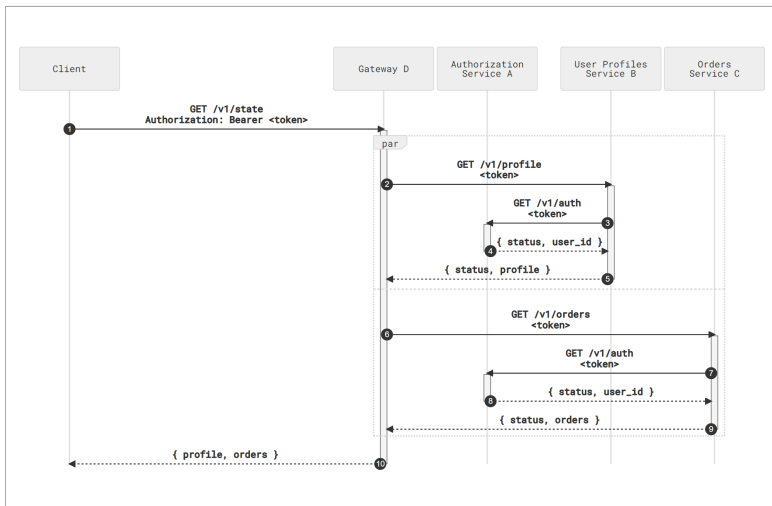 Client
Gateway D
Authorization
Service A
User Profiles
Service B
Orders
Service C
GET /v1/state
Authorization: Bearer <token>
1
par
GET /v1/profile
<token>
2
GET /v1/auth
<token>
3
{ status, user_id }
4
{ status, profile }
5
GET /v1/orders
<token>
6
GET /v1/auth
<token>
7
{ status, user_id }
8
{ status, orders }
9
{ profile, orders }
10